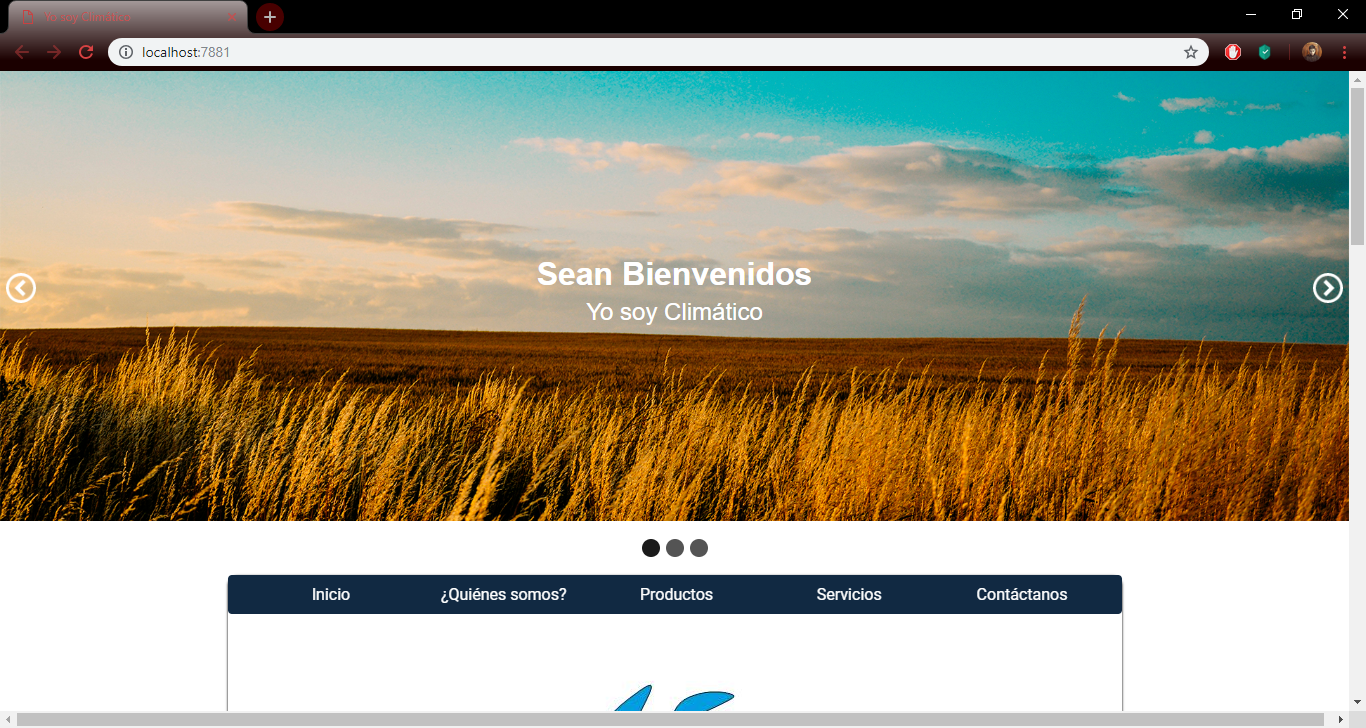 Yo soy Climático
localhost:7881
Sean Bienvenidos
Yo soy Climático
Inicio
¿Quiénes somos?
Productos
Servicios
Contáctanos